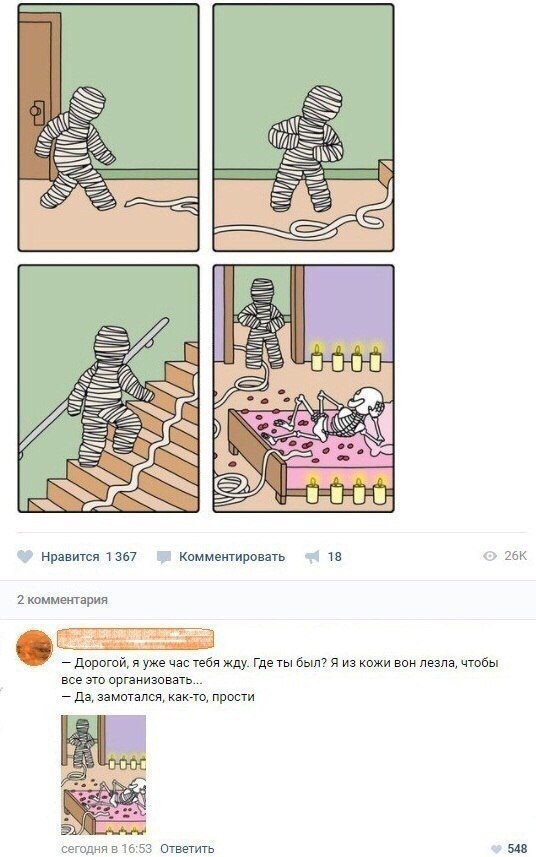 Нравится 1 367 Комментировать 18 26К
2 комментария
— Дорогой, я уже час тебя жду. Где ты был? Я из кожи вон лезла, чтобы
все это организовать...
— Да, замотался, как-то, прости
сегодня в 16:53 Ответить 548